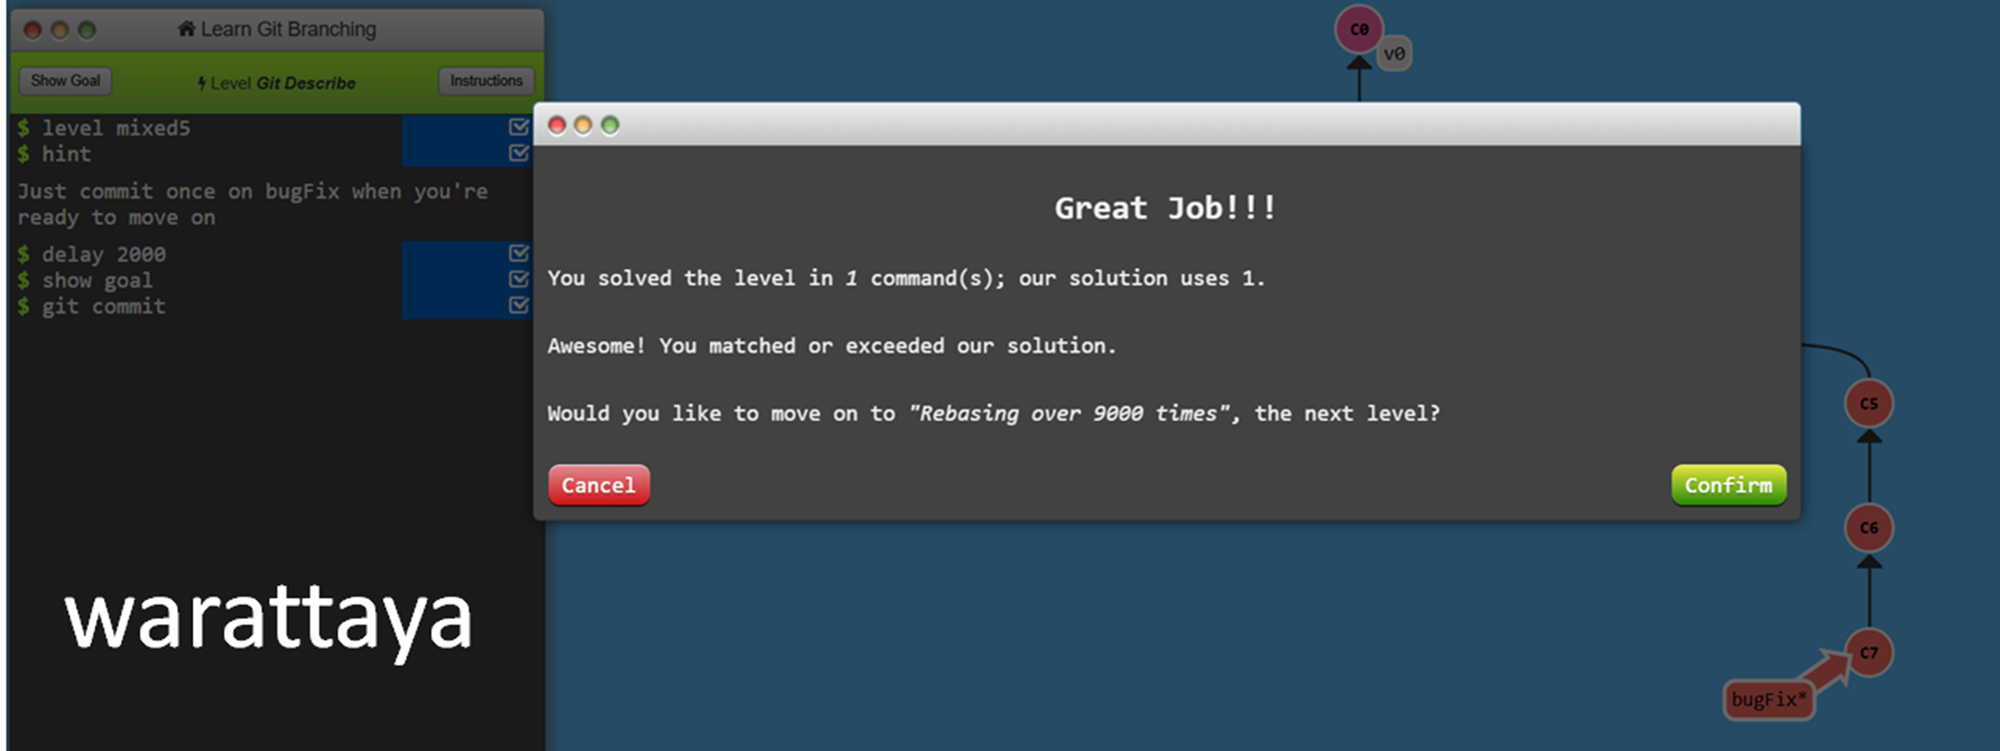 Learn Git Branching
Show Goal
Level Git Describe
Instructions
$ level mixed5
$ hint
Just commit once on bugFix when you're
ready to move on
$ delay 2000
$ show goal
$ git commit
warattaya
C0
v0
Great Job!!!
You solved the level in 1 command(s); our solution uses 1.
Awesome! You matched or exceeded our solution.
Would you like to move on to "Rebasing over 9000 times", the next level?
Cancel
Confirm
C5
C6
C7
bugFix*